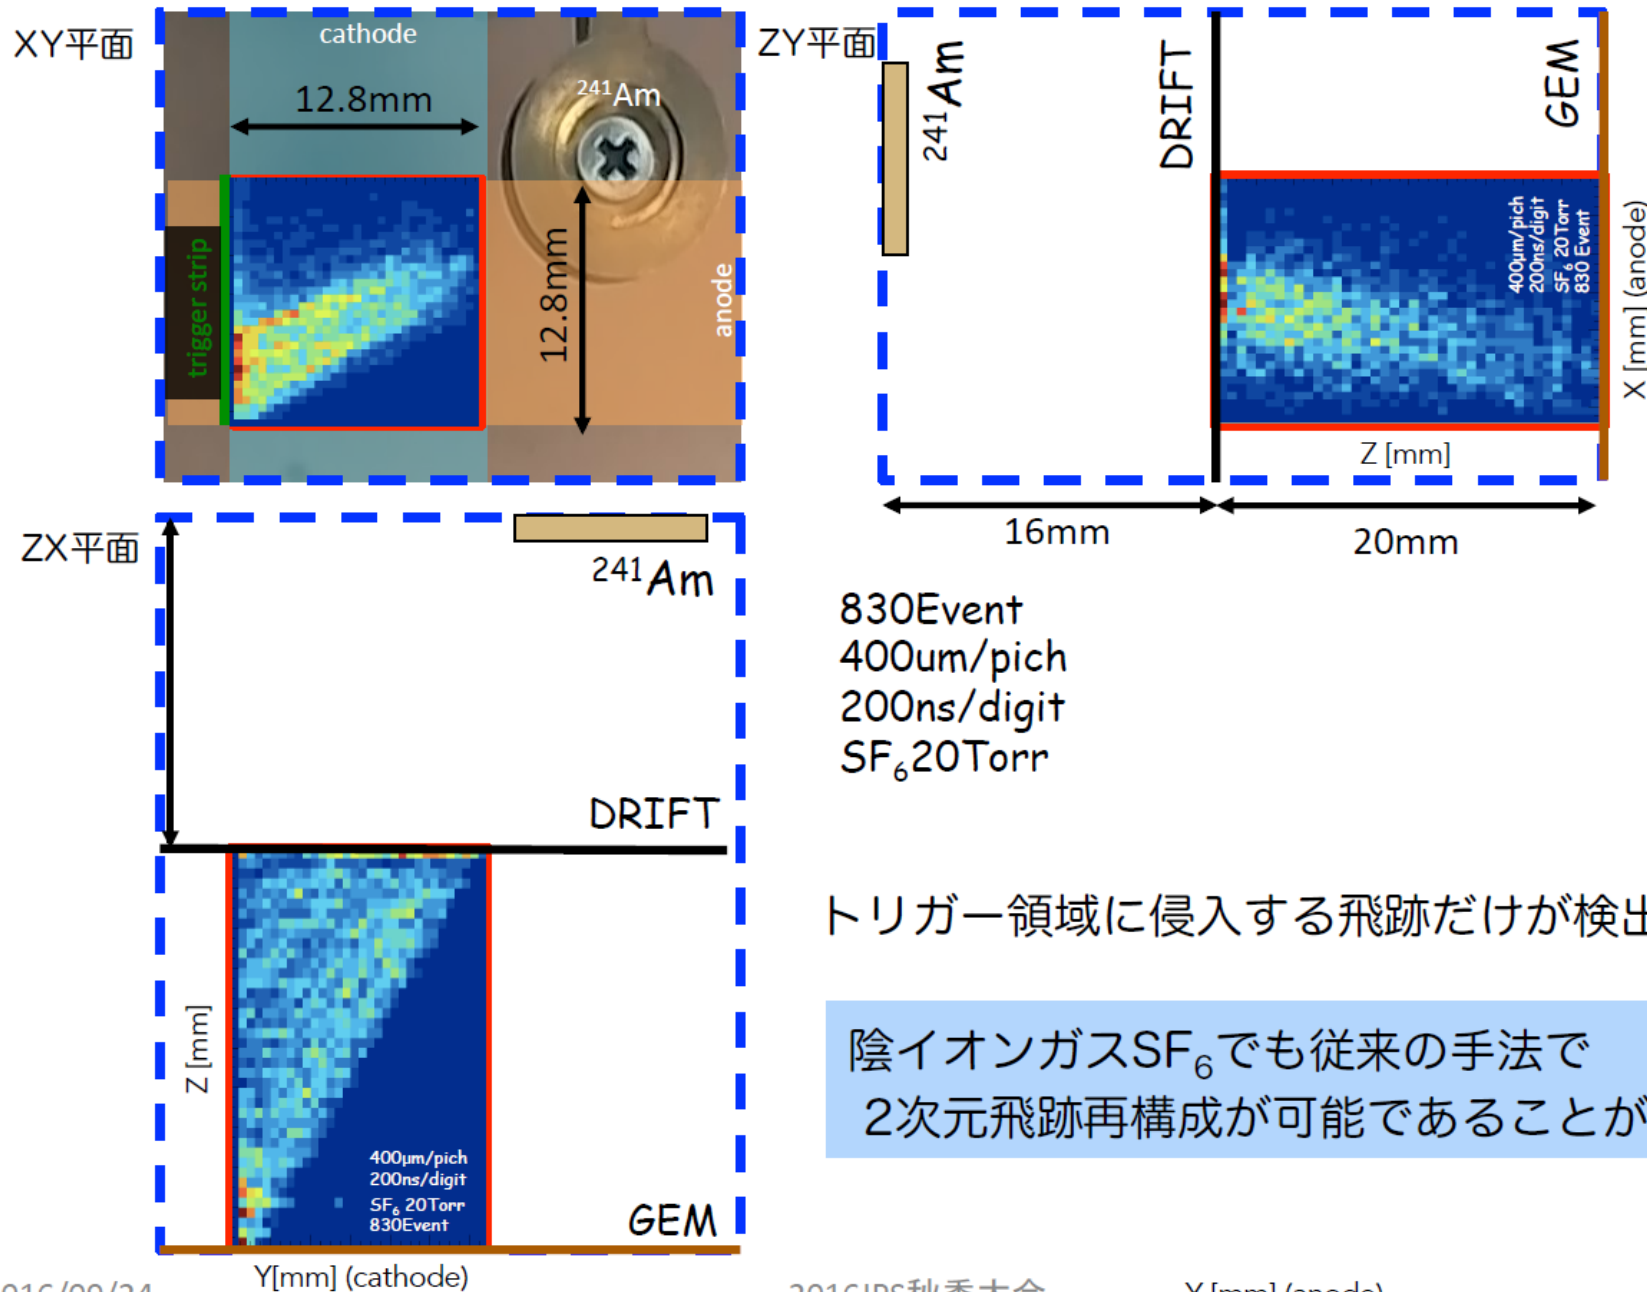 XY平面
cathode
12.8mm
241Am
12.8mm
trigger strip
anode
ZY平面
241Am
DRIFT
GEM
400μm/pich
200ns/digit
SF6 20Torr
830 Event
X [mm] (anode)
Z [mm]
16mm
20mm
ZX平面
241Am
DRIFT
Z [mm]
400μm/pich
200ns/digit
SF6 20Torr
830Event
GEM
Y[mm] (cathode)
830Event
400um/pich
200ns/digit
SF620Torr
トリガー領域に侵入する飛跡だけが検出
陰イオンガスSF6でも従来の手法で
2次元飛跡再構成が可能であることが